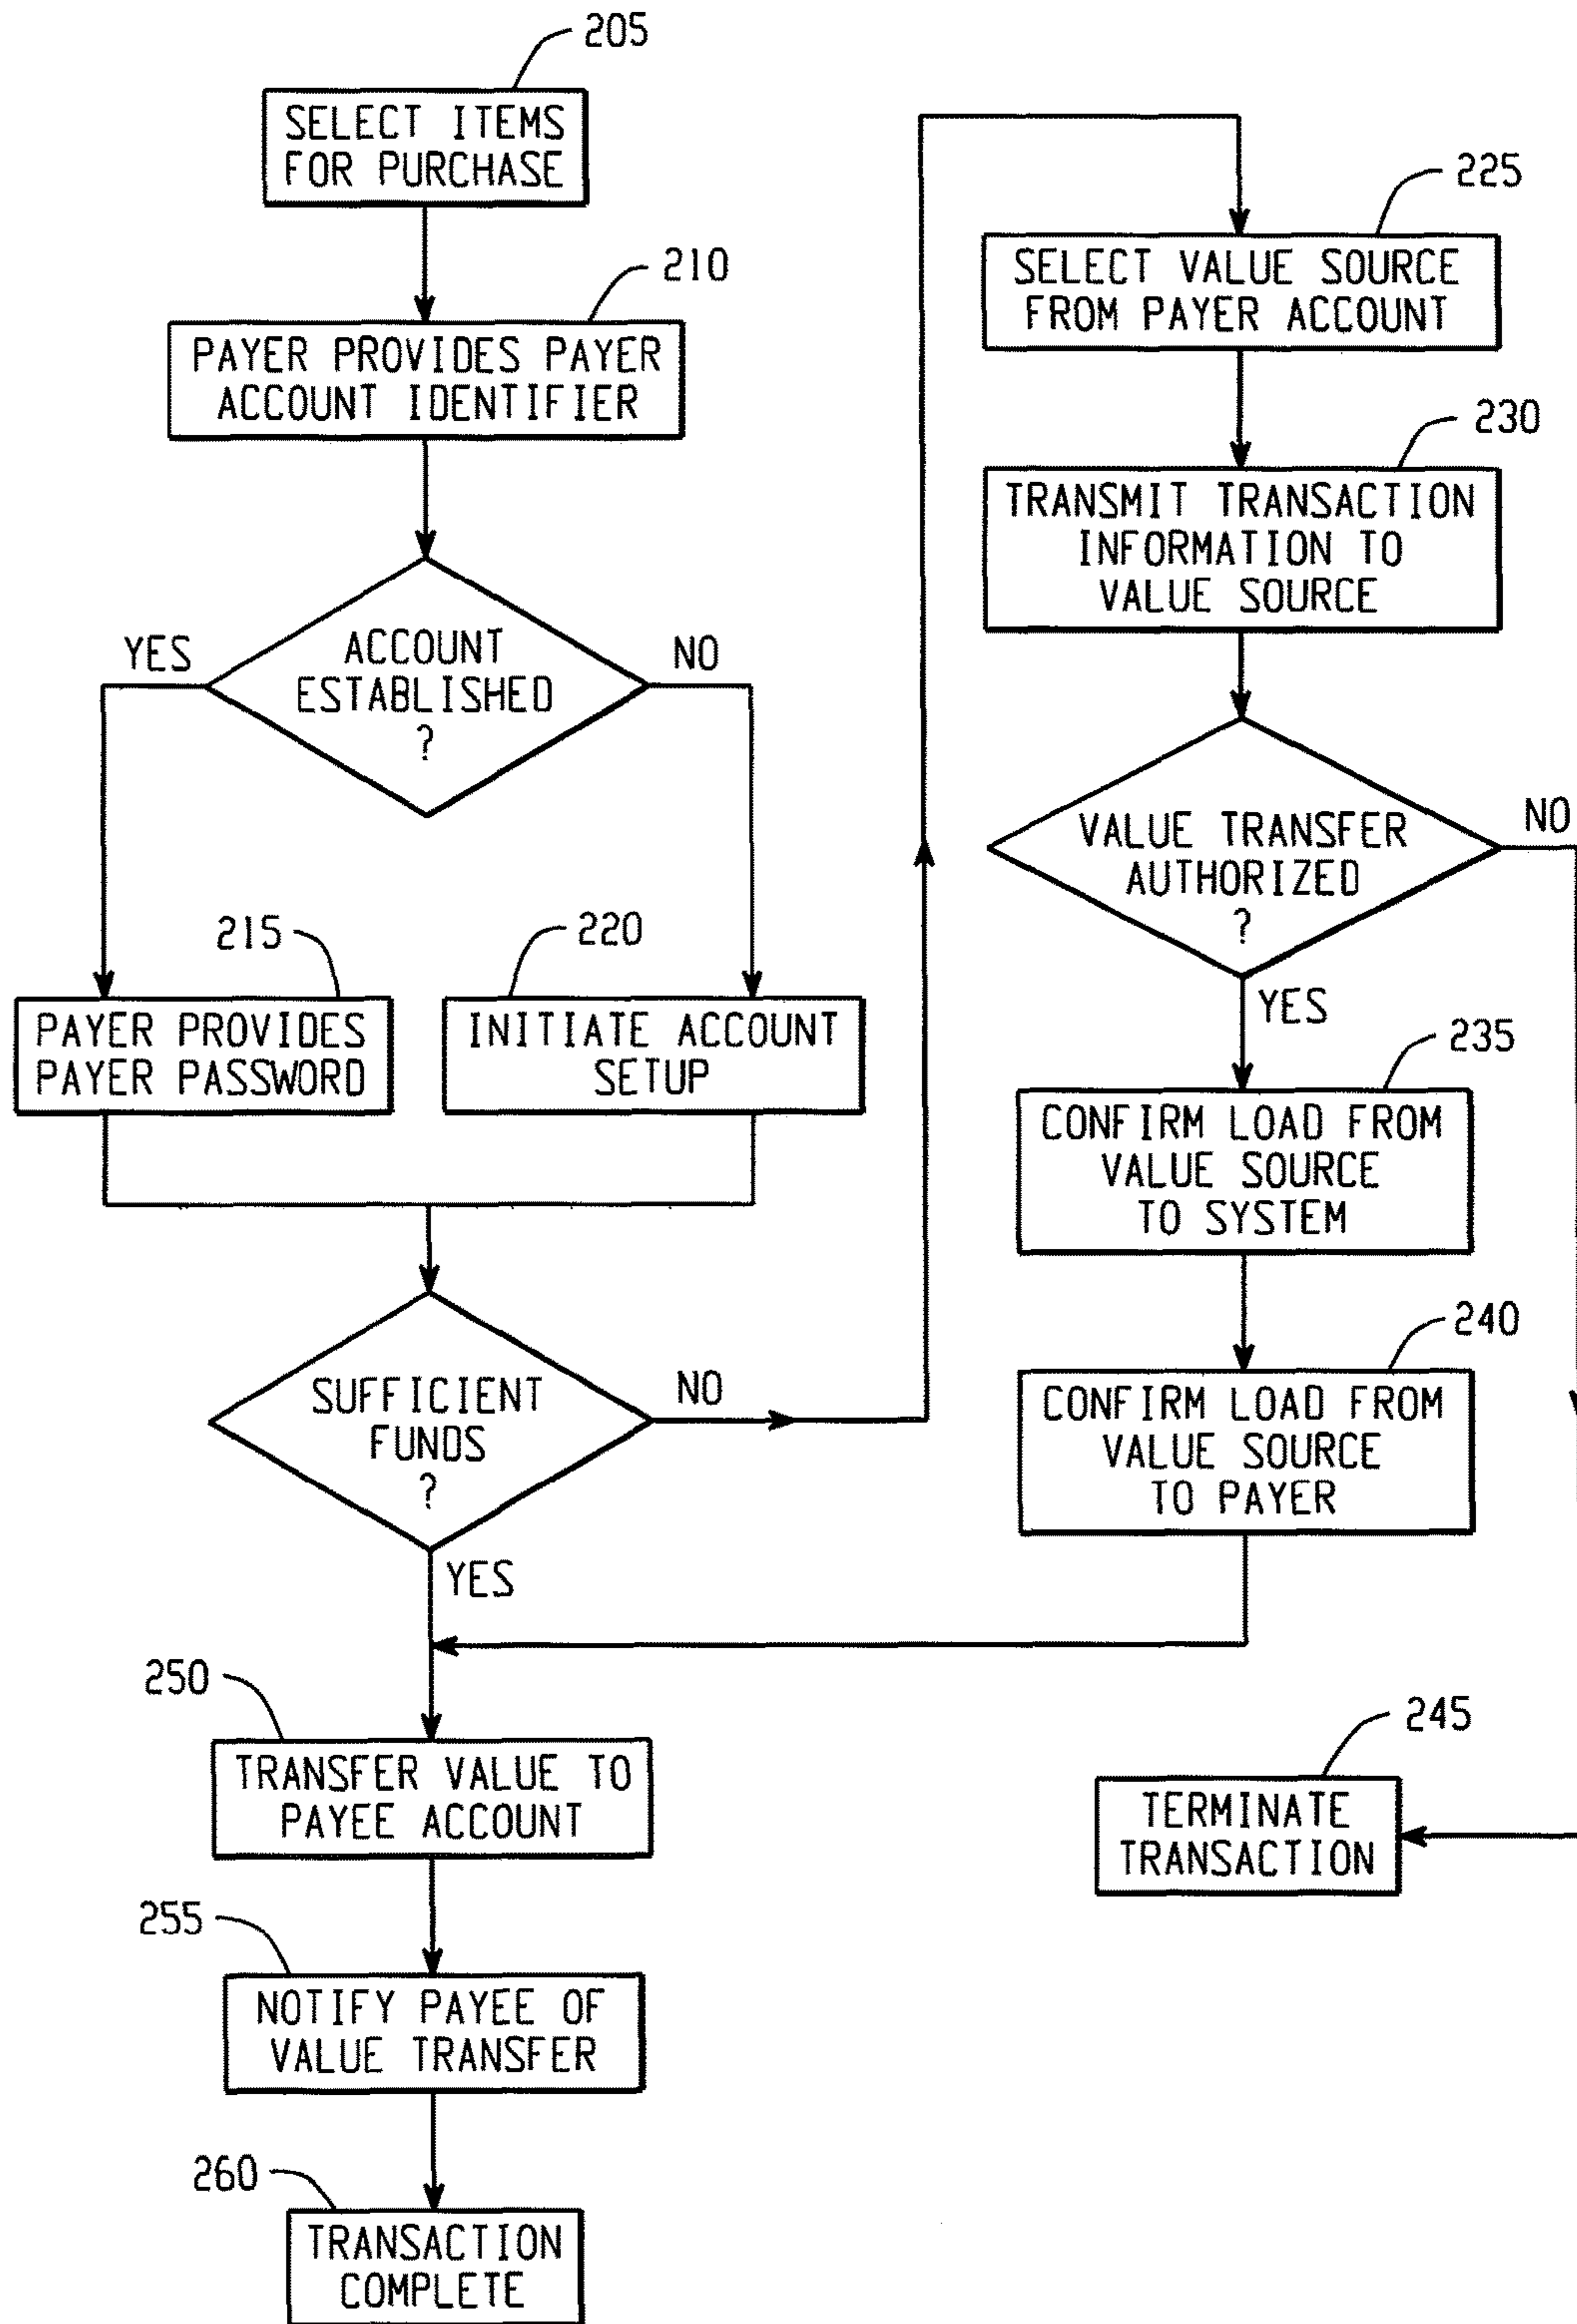 205
SELECT ITEMS
FOR PURCHASE
210
PAYER PROVIDES PAYER
ACCOUNT IDENTIFIER
YES
ACCOUNT
ESTABLISHED
?
NO
215
PAYER PROVIDES
PAYER PASSWORD
220
INITIATE ACCOUNT
SETUP
SUFFICIENT
FUNDS
?
NO
YES
225
SELECT VALUE SOURCE
FROM PAYER ACCOUNT
230
TRANSMIT TRANSACTION
INFORMATION TO
VALUE SOURCE
VALUE TRANSFER
AUTHORIZED
?
NO
YES
235
CONFIRM LOAD FROM
VALUE SOURCE
TO SYSTEM
240
CONFIRM LOAD FROM
VALUE SOURCE
TO PAYER
245
TERMINATE
TRANSACTION
250
TRANSFER VALUE TO
PAYEE ACCOUNT
255
NOTIFY PAYEE OF
VALUE TRANSFER
260
TRANSACTION
COMPLETE